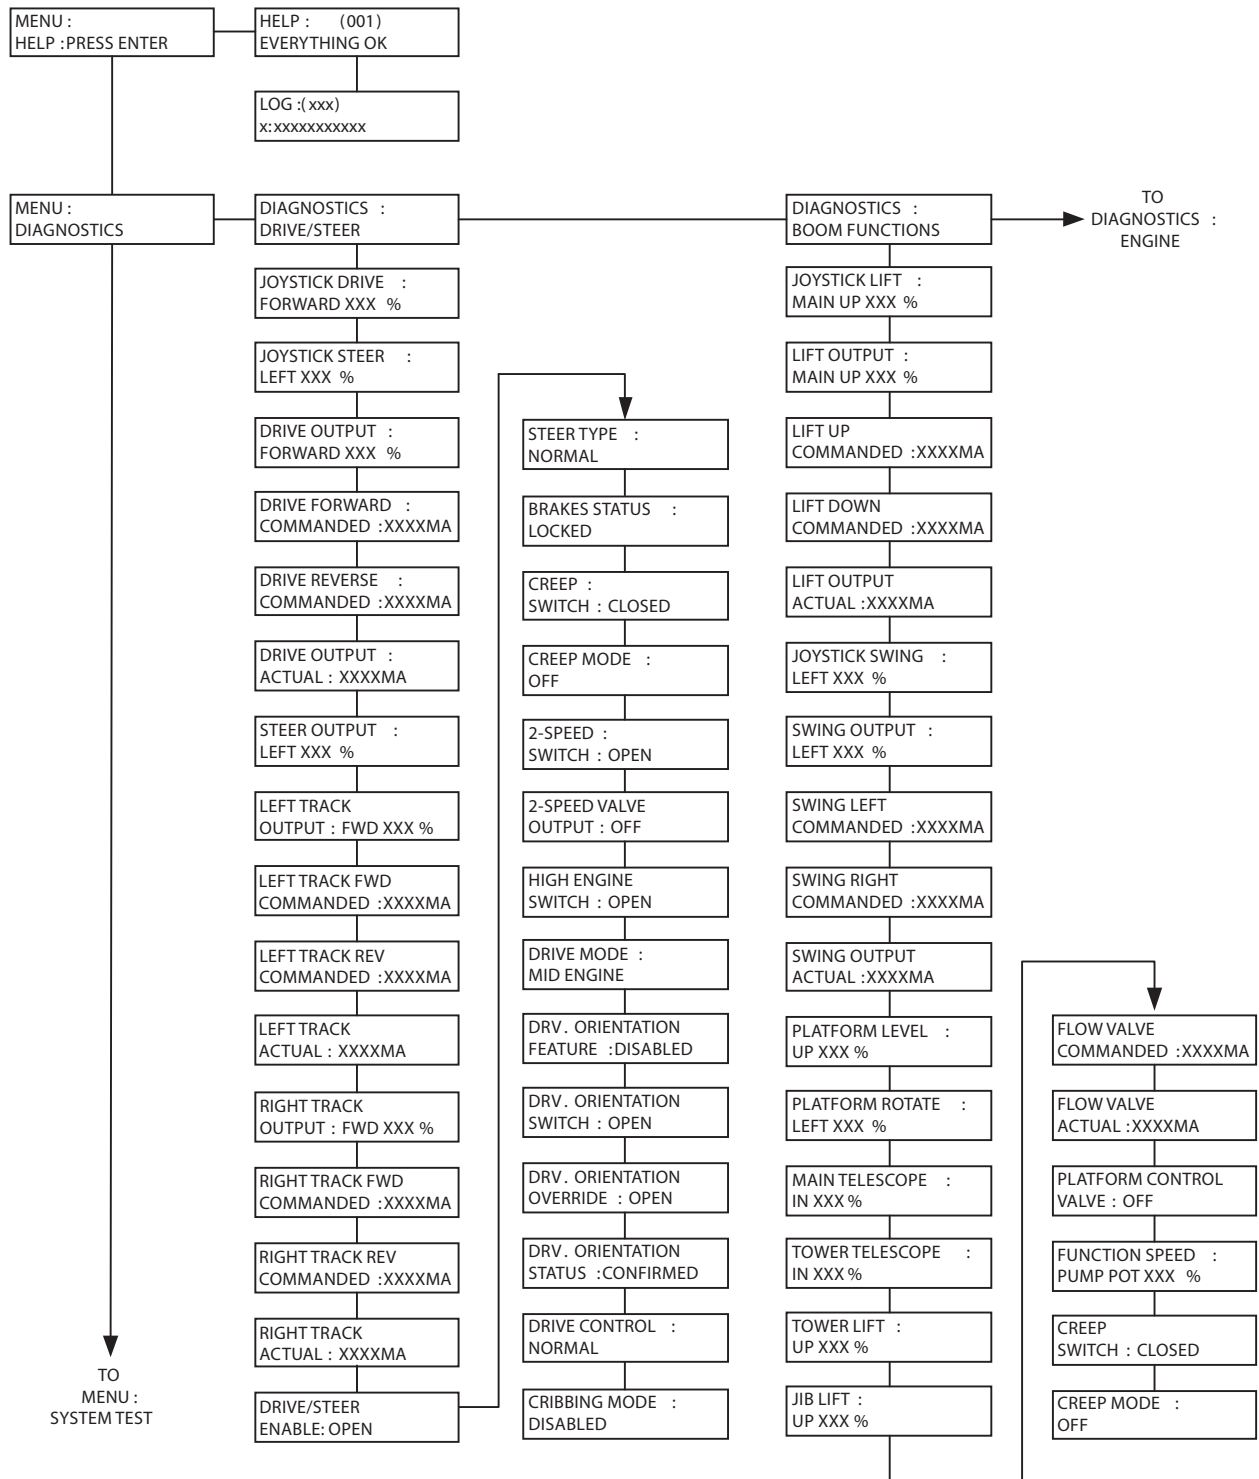 MENU :
HELP :PRESS ENTER
HELP : (001)
EVERYTHING OK
LOG :( xxx)
x: xxxxxxxxxxx
MENU :
DIAGNOSTICS
DIAGNOSTICS :
DRIVE/STEER
JOYSTICK DRIVE :
FORWARD XXX %
JOYSTICK STEER :
LEFT XXX %
DRIVE OUTPUT :
FORWARD XXX %
DRIVE FORWARD :
COMMANDED :XXXXMA
DRIVE REVERSE :
COMMANDED :XXXXMA
DRIVE OUTPUT :
ACTUAL : XXXXMA
STEER OUTPUT :
LEFT XXX %
LEFT TRACK
OUTPUT : FWD XXX %
LEFT TRACK FWD
COMMANDED :XXXXMA
LEFT TRACK REV
COMMANDED :XXXXMA
LEFT TRACK
ACTUAL : XXXXMA
RIGHT TRACK
OUTPUT : FWD XXX %
RIGHT TRACK FWD
COMMANDED :XXXXMA
RIGHT TRACK REV
COMMANDED :XXXXMA
RIGHT TRACK
ACTUAL : XXXXMA
DRIVE/STEER
ENABLE: OPEN
STEER TYPE :
NORMAL
BRAKES STATUS :
LOCKED
CREEP :
SWITCH : CLOSED
CREEP MODE :
OFF
2-SPEED :
SWITCH : OPEN
2-SPEED VALVE
OUTPUT : OFF
HIGH ENGINE
SWITCH : OPEN
DRIVE MODE :
MID ENGINE
DRV . ORIENTATION
FEATURE :DISABLED
DRV . ORIENTATION
SWITCH : OPEN
DRV . ORIENTATION
OVERRIDE : OPEN
DRV . ORIENTATION
STATUS :CONFIRMED
DRIVE CONTROL :
NORMAL
CRIBBING MODE :
DISABLED
DIAGNOSTICS :
BOOM FUNCTIONS
JOYSTICK LIFT :
MAIN UP XXX %
LIFT OUTPUT :
MAIN UP XXX %
LIFT UP
COMMANDED :XXXXMA
LIFT DOWN
COMMANDED :XXXXMA
LIFT OUTPUT
ACTUAL :XXXXMA
JOYSTICK SWING :
LEFT XXX %
SWING OUTPUT :
LEFT XXX %
SWING LEFT
COMMANDED :XXXXMA
SWING RIGHT
COMMANDED :XXXXMA
SWING OUTPUT
ACTUAL :XXXXMA
PLATFORM LEVEL :
UP XXX %
PLATFORM ROTATE :
LEFT XXX %
MAIN TELESCOPE :
IN XXX %
TOWER TELESCOPE :
IN XXX %
TOWER LIFT :
UP XXX %
JIB LIFT :
UP XXX %
FLOW VALVE
COMMANDED :XXXXMA
FLOW VALVE
ACTUAL :XXXXMA
PLATFORM CONTROL
VALVE : OFF
FUNCTION SPEED :
PUMP POT XXX %
CREEP
SWITCH : CLOSED
CREEP MODE :
OFF
TO
DIAGNOSTICS :
ENGINE
TO
MENU :
SYSTEM TEST